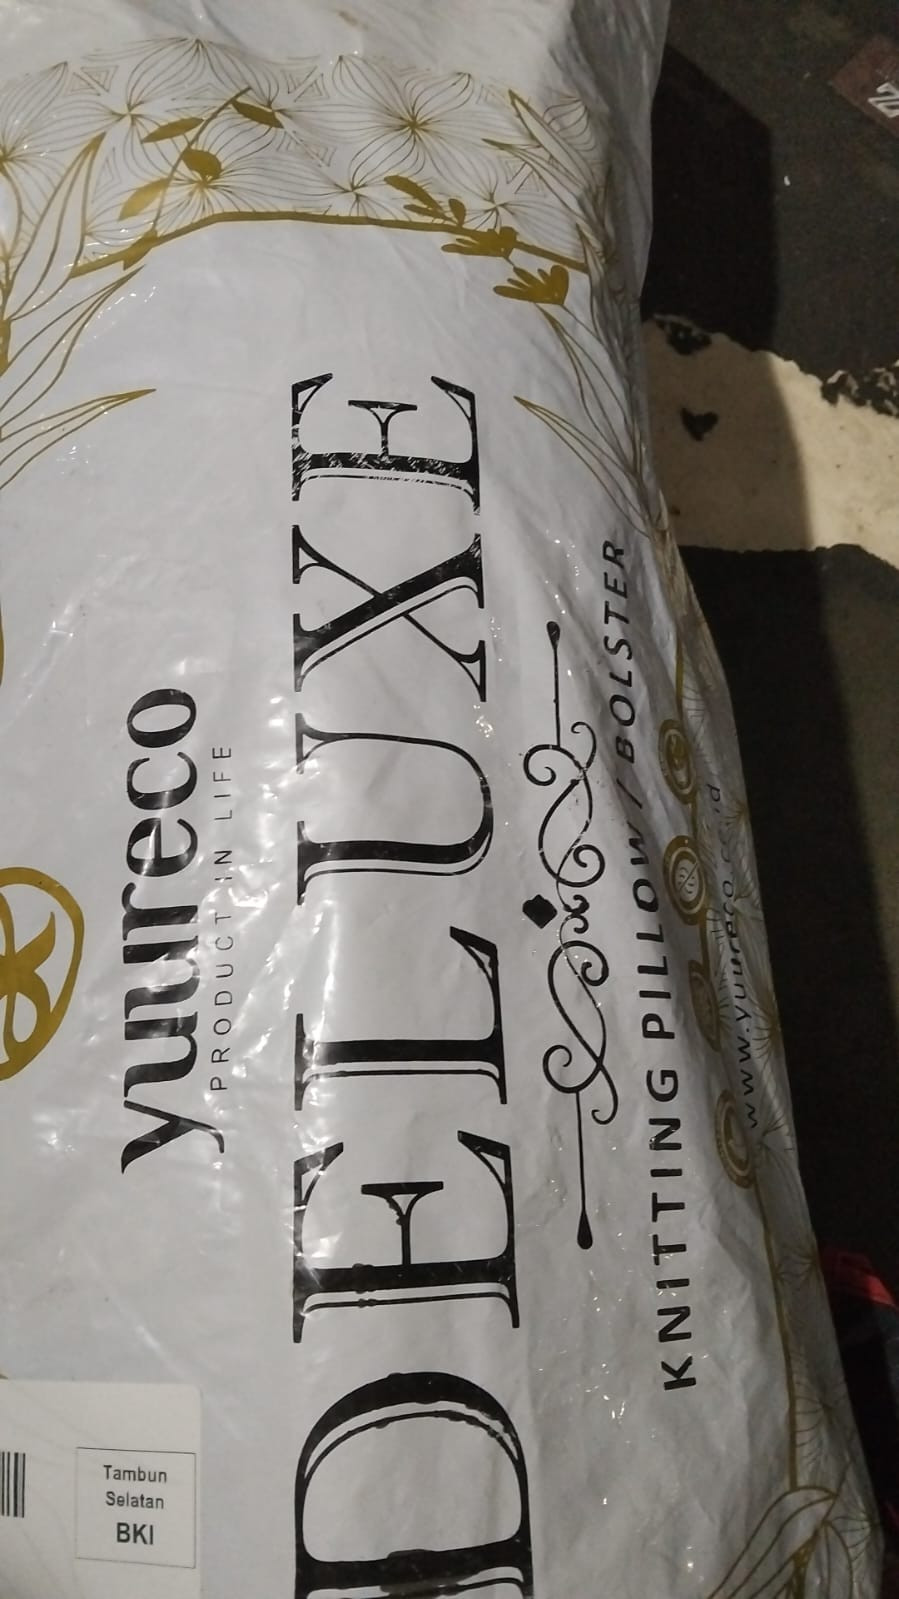 yuureco
PRODUCT IN LIFE
DELUXE
KNITTING PILLOW / BOLSTER
www.yuureco.co.id
Tambun
Selatan
BKI